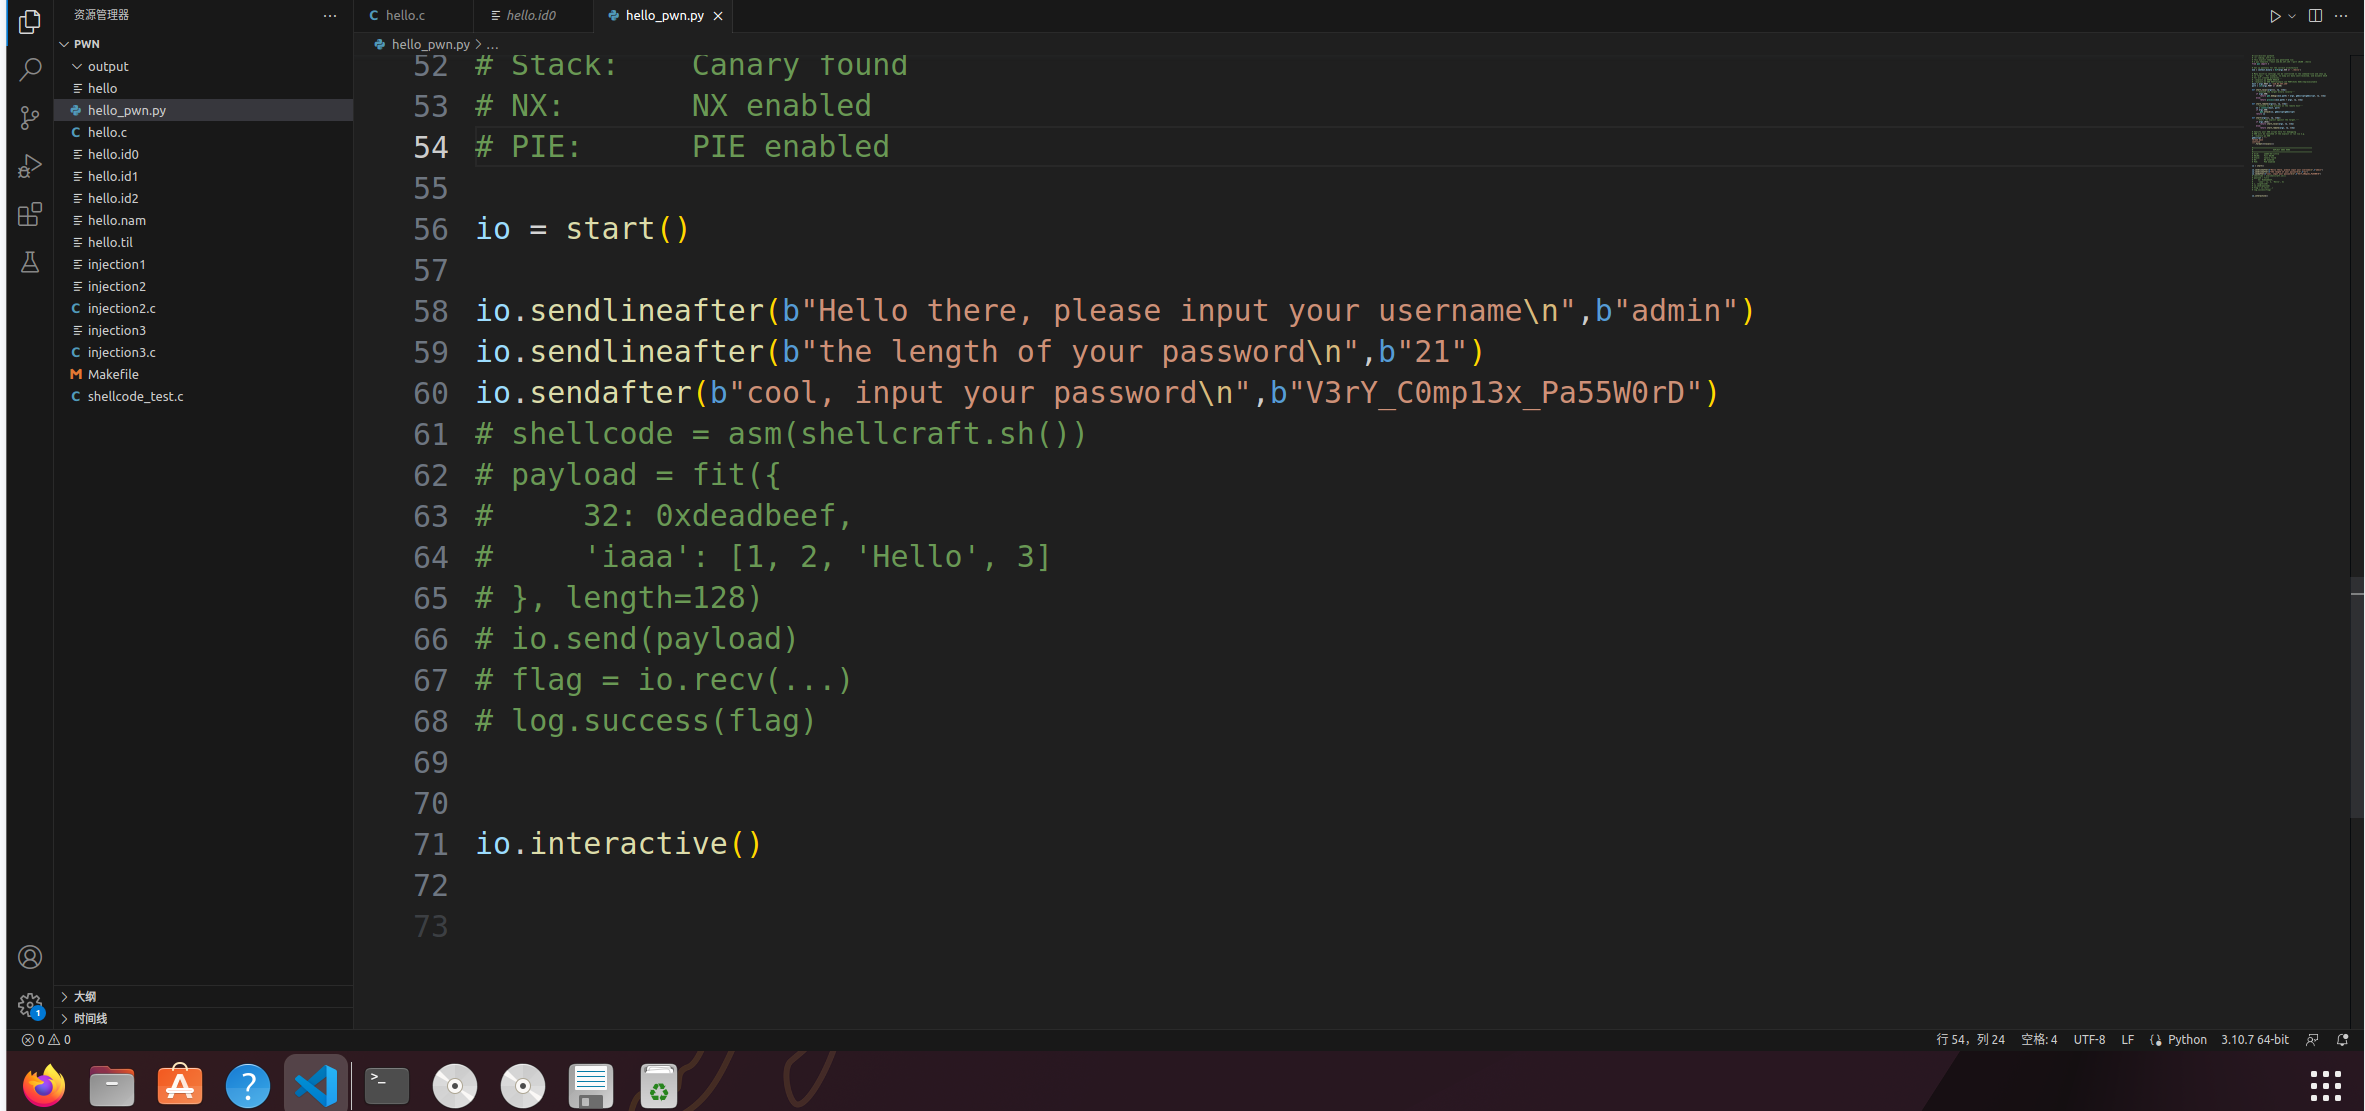 资源管理器
PWN
output
hello
hello_pwn.py
hello.c
hello.id0
hello.id1
hello.id2
hello.nam
hello.til
injection1
injection2
injection2.c
injection3
injection3.c
Makefile
shellcode_test.c
大纲
时间线
hello.c
hello.id0
hello_pwn.py
hello_pwn.py > ...
52 # Stack:    Canary found
53 # NX:       NX enabled
54 # PIE:      PIE enabled
55
56 io = start()
57
58 io.sendlineafter(b"Hello there, please input your username\n",b"admin")
59 io.sendlineafter(b"the length of your password\n",b"21")
60 io.sendafter(b"cool, input your password\n",b"V3rY_C0mp13x_Pa55W0rD")
61 # shellcode = asm(shellcraft.sh())
62 # payload = fit({
63 #     32: 0xdeadbeef,
64 #     'iaaa': [1, 2, 'Hello', 3]
65 # }, length=128)
66 # io.send(payload)
67 # flag = io.recv(...)
68 # log.success(flag)
69
70
71 io.interactive()
72
73
0 0
行 54，列 24 空格: 4 UTF-8 LF Python 3.10.7 64-bit
1